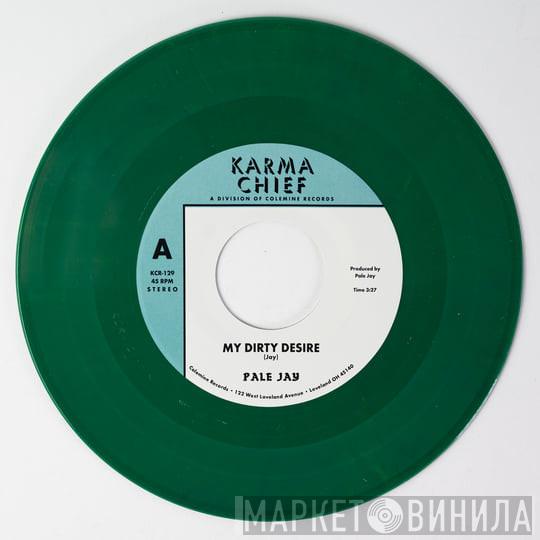 KARMA
CHIEF
A DIVISION OF COLEMINE RECORDS
A
KCR-129
45 RPM
STEREO
Produced by
Pale Jay
Time 3:27
MY DIRTY DESIRE
(Jay)
PALE JAY
Colemine Records • 122 West Loveland Avenue • Loveland OH 45140
МАРКЕТ ВИНИЛА